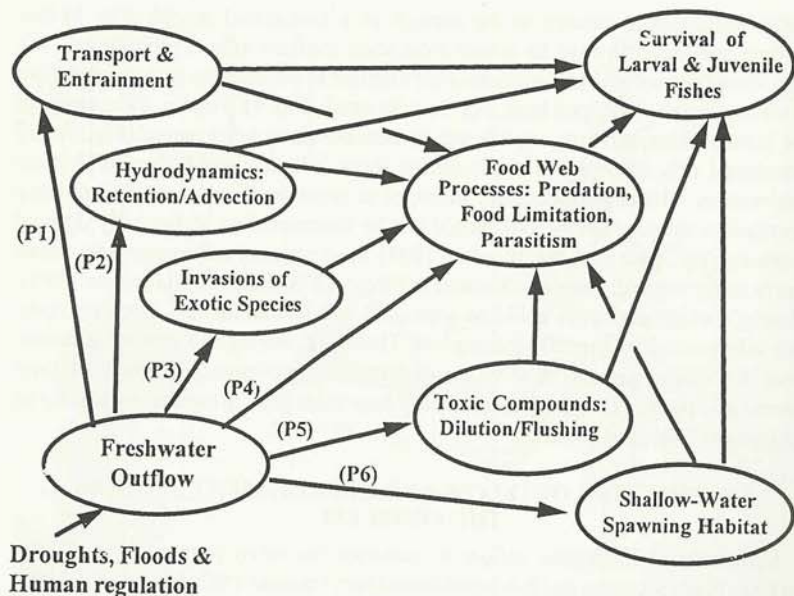 Transport &
Entrainment
Survival of
Larval & Juvenile
Fishes
Hydrodynamics:
Retention/Advection
Food Web
Processes: Predation,
Food Limitation,
Parasitism
(P1)
(P2)
Invasions of
Exotic Species
(P3)
(P4)
Toxic Compounds:
Dilution/Flushing
(P5)
Freshwater
Outflow
(P6)
Shallow-Water
Spawning Habitat
Droughts, Floods &
Human regulation